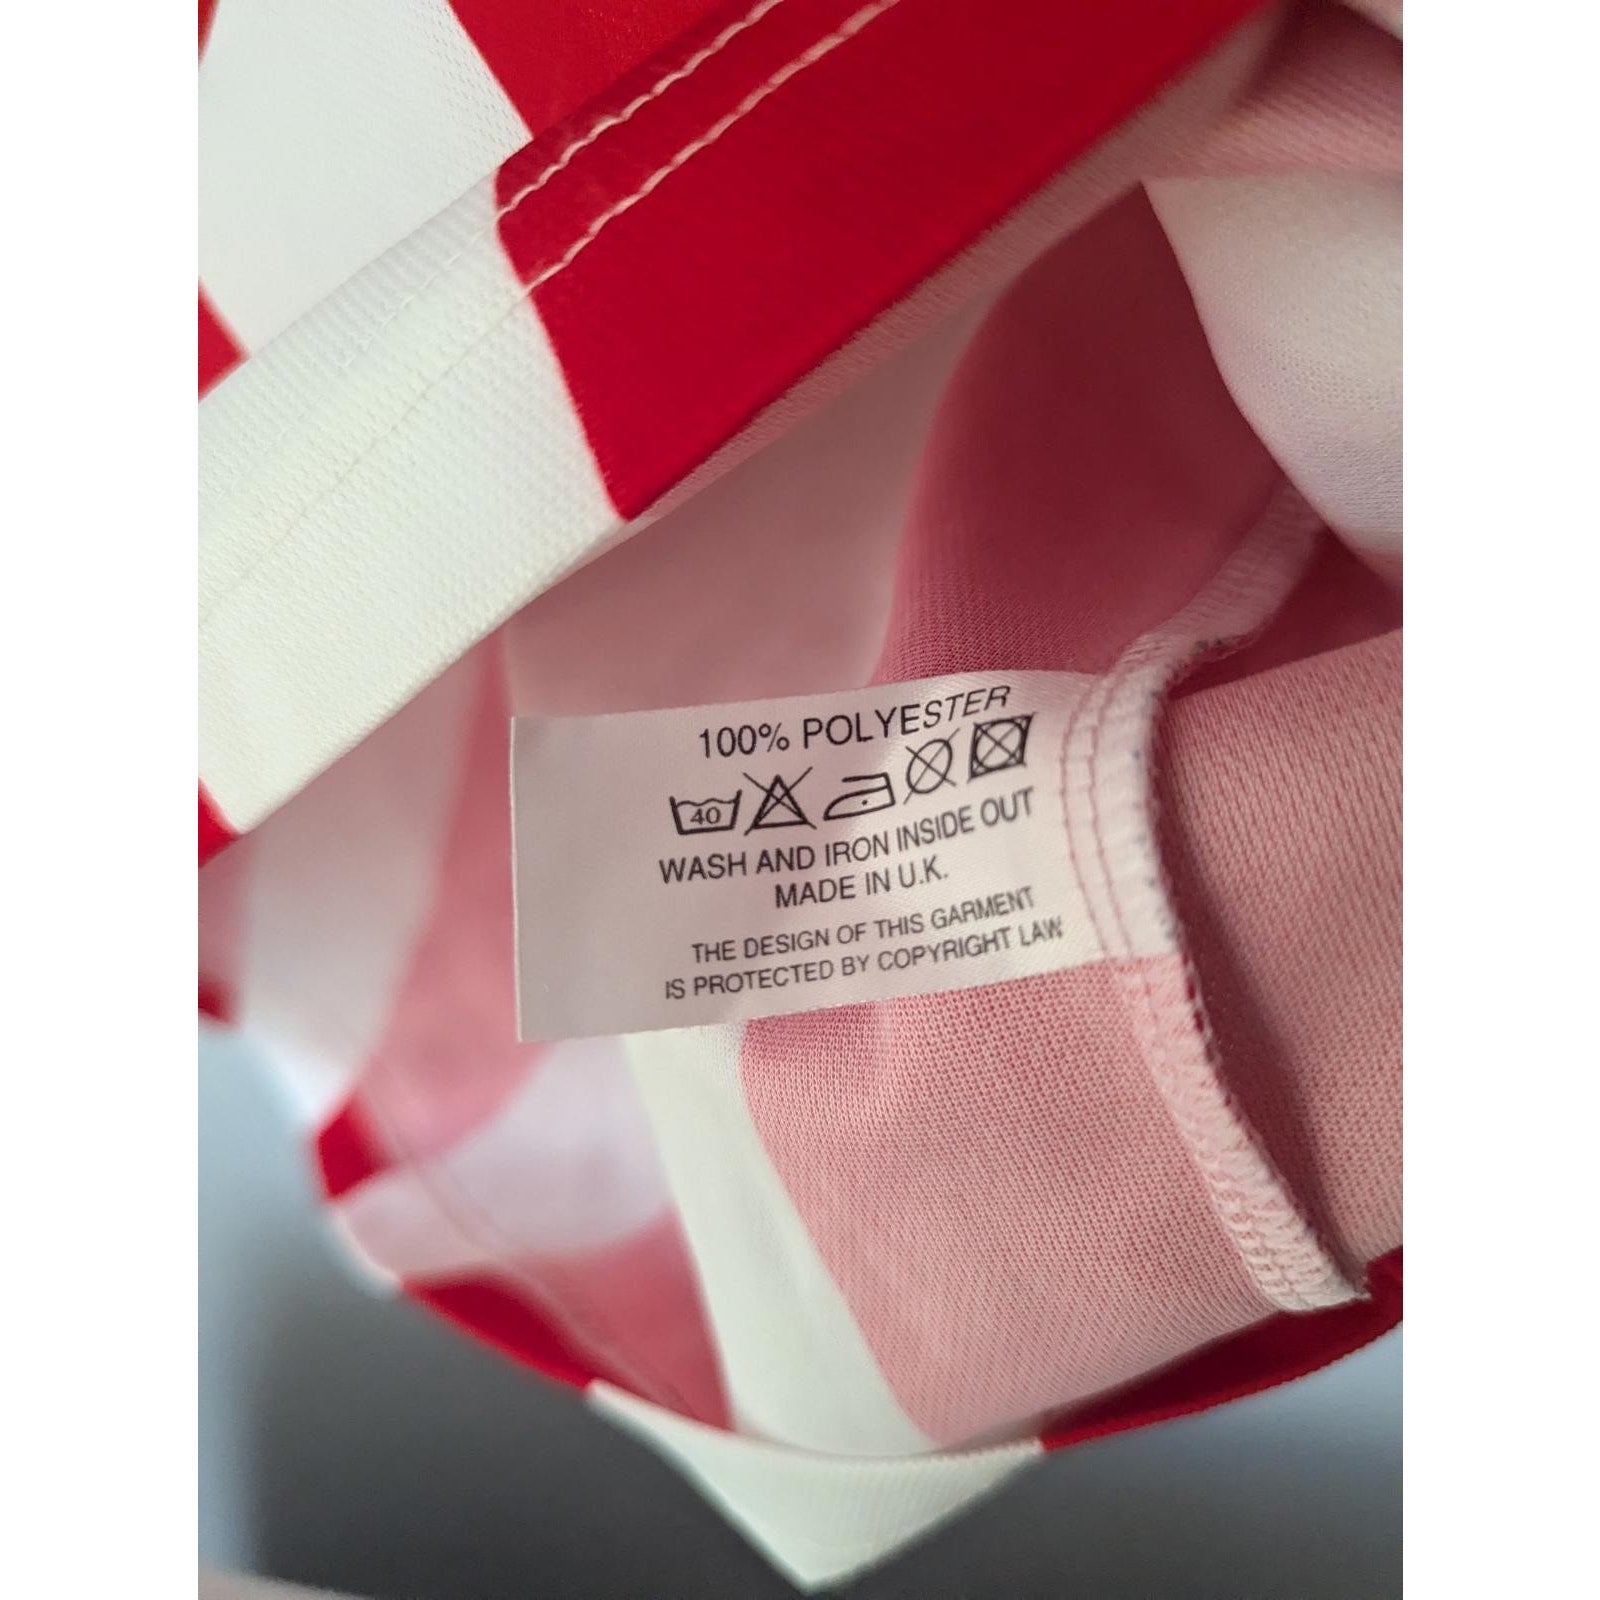 100% POLYESTER
40
WASH AND IRON INSIDE OUT
MADE IN U.K.
THE DESIGN OF THIS GARMENT
IS PROTECTED BY COPYRIGHT LAW